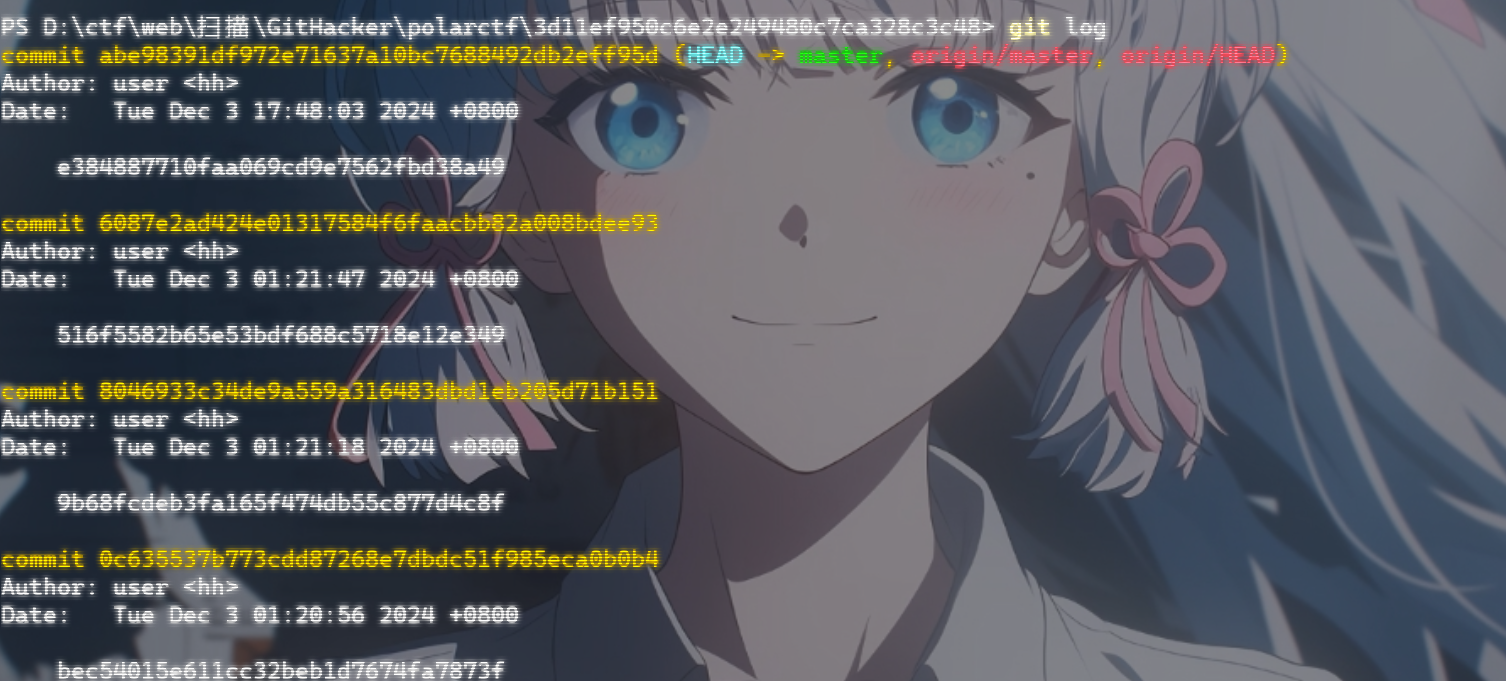 PS D:\ctf\web\扫描\GitHacker\polarctf\3d11ef950c6e2e249480c7ca328c3c48> git log
commit abe98391df972e71637a10bc7688492db2eff95d (HEAD -> master, origin/master, origin/HEAD)
Author: user <hh>
Date:   Tue Dec 3 17:48:03 2024 +0800
e384887710faa069cd9e7562fbd38a49
commit 6087e2ad424e01317584f6faacbb82a008bdee93
Author: user <hh>
Date:   Tue Dec 3 01:21:47 2024 +0800
516f5582b65e53bdf688c5718e12e349
commit 8046933c34de9a559a316483dbd1eb205d71b151
Author: user <hh>
Date:   Tue Dec 3 01:21:18 2024 +0800
9b68fcdeb3fa165f474db55c877d4c8f
commit 0c635537b773cdd87268e7dbdc51f985eca0b0b4
Author: user <hh>
Date:   Tue Dec 3 01:20:56 2024 +0800
bec54015e611cc32beb1d7674fa7873f